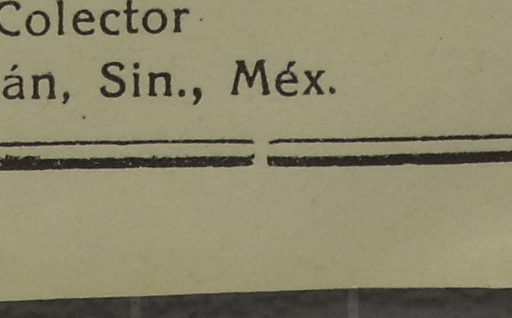 Colector
án, Sin., Méx.